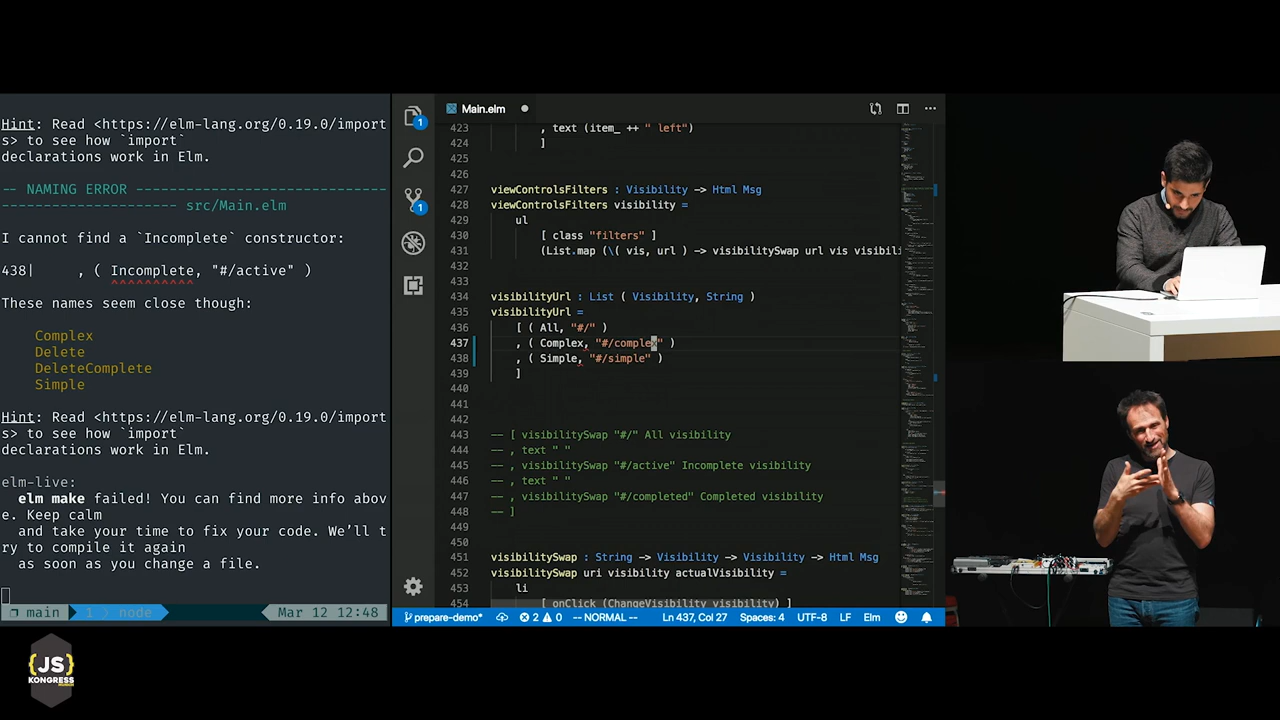 Hint: Read <https://elm-lang.org/0.19.0/import
s> to see how `import`
declarations work in Elm.
-- NAMING ERROR -------------------------------
--------------------- src/Main.elm
I cannot find a `Incomplete` constructor:
438|      , ( Incomplete, "#/active" )
^^^^^^^^^^
These names seem close though:
Complex
Delete
DeleteComplete
Simple
Hint: Read <https://elm-lang.org/0.19.0/import
s> to see how `import`
declarations work in Elm.
elm-live:
elm make failed! You can find more info abov
e. Keep calm
and take your time to fix your code. We'll t
ry to compile it again
as soon as you change a file.
main 1 node Mar 12 12:48
1
1
Main.elm
423 , text (item_ ++ " left")
424 ]
425
426
427 viewControlsFilters : Visibility -> Html Msg
428 viewControlsFilters visibility =
429 ul
430 [ class "filters" ]
431 (List.map (\( vis, url ) -> visibilitySwap url vis visibili
432
433
434 visibilityUrl : List ( Visibility, String )
435 visibilityUrl =
436 [ ( All, "#/" )
437 , ( Complex, "#/complex" )
438 , ( Simple, "#/simple" )
439 ]
440
441
442
443 -- [ visibilitySwap "#/" All visibility
444 -- , text " "
445 -- , visibilitySwap "#/active" Incomplete visibility
446 -- , text " "
447 -- , visibilitySwap "#/completed" Completed visibility
448 -- ]
449
450
451 visibilitySwap : String -> Visibility -> Visibility -> Html Msg
452 visibilitySwap uri visibility actualVisibility =
453 li
454 [ onClick (ChangeVisibility visibility) ]
prepare-demo* 2 0 -- NORMAL -- Ln 437, Col 27 Spaces: 4 UTF-8 LF Elm
{JS}
KONGRESS